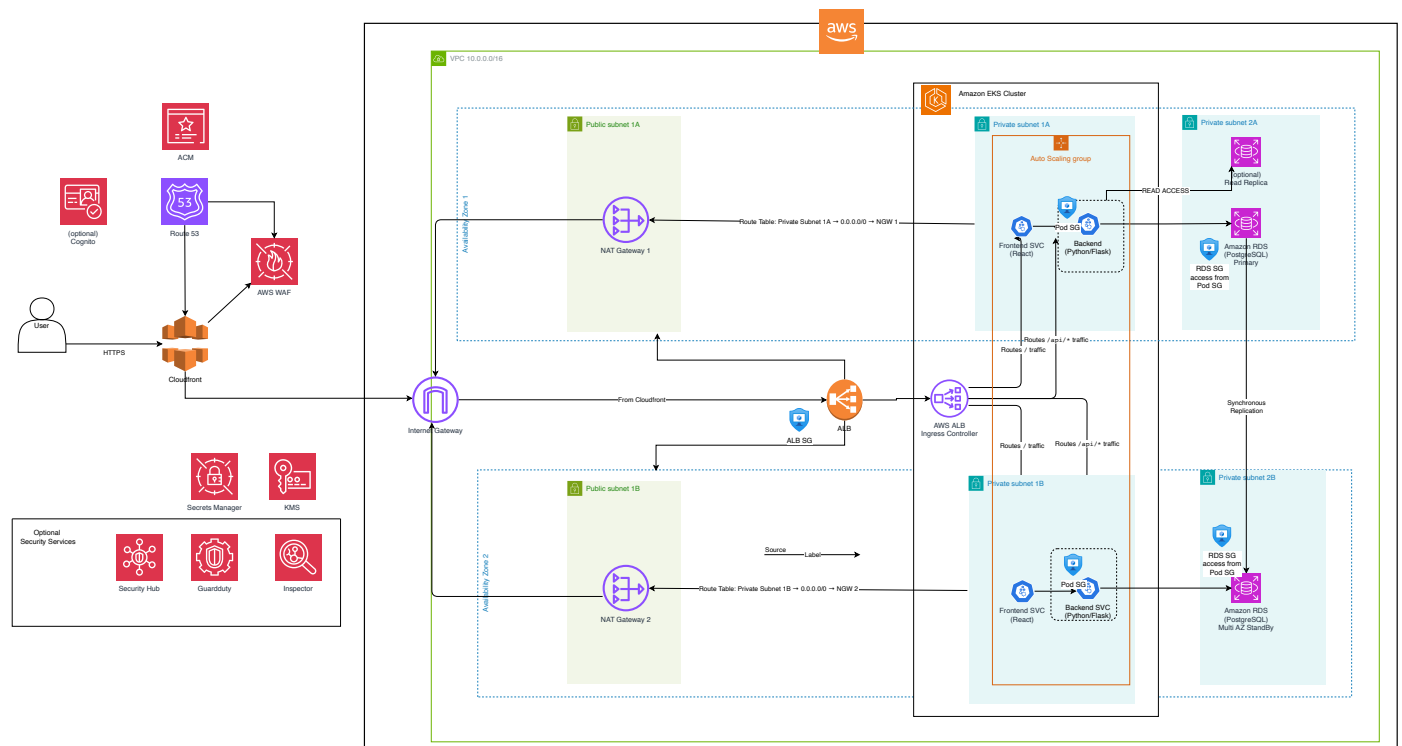 aws
VPC 10.0.0.0/16
Amazon EKS Cluster
Public subnet 1A
Private subnet 1A
Private subnet 2A
ACM
Auto Scaling group
(optional)
Read Replica
READ ACCESS
53
Route 53
(optional)
Cognito
Availability Zone 1
NAT Gateway 1
Route Table: Private Subnet 1A → 0.0.0.0/0 → NGW 1
Pod SG
Frontend SVC
(React)
Backend
(Python/Flask)
Amazon RDS
(PostgreSQL)
Primary
RDS SG
access from
Pod SG
AWS WAF
User
HTTPS
Cloudfront
Routes /api/* traffic
Routes / traffic
Internet Gateway
From Cloudfront
ALB SG
ALB
AWS ALB
Ingress Controller
Synchronous
Replication
Routes / traffic
Routes /api/* traffic
Secrets Manager
KMS
Public subnet 1B
Private subnet 1B
Private subnet 2B
Optional
Security Services
Security Hub
Guardduty
Inspector
Availability Zone 2
Source
Label
NAT Gateway 2
Route Table: Private Subnet 1B → 0.0.0.0/0 → NGW 2
Pod SG
Frontend SVC
(React)
Backend SVC
(Python/Flask)
RDS SG
access from
Pod SG
Amazon RDS
(PostgreSQL)
Multi AZ StandBy